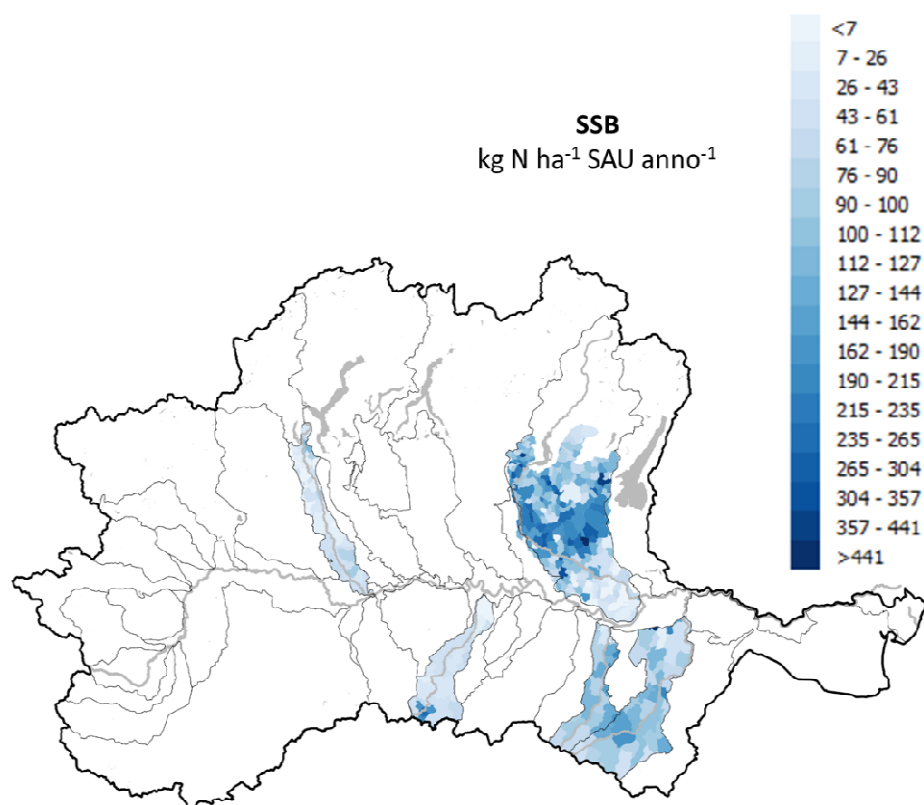 SSB
kg N ha⁻¹ SAU anno⁻¹
<7
7 - 26
26 - 43
43 - 61
61 - 76
76 - 90
90 - 100
100 - 112
112 - 127
127 - 144
144 - 162
162 - 190
190 - 215
215 - 235
235 - 265
265 - 304
304 - 357
357 - 441
>441